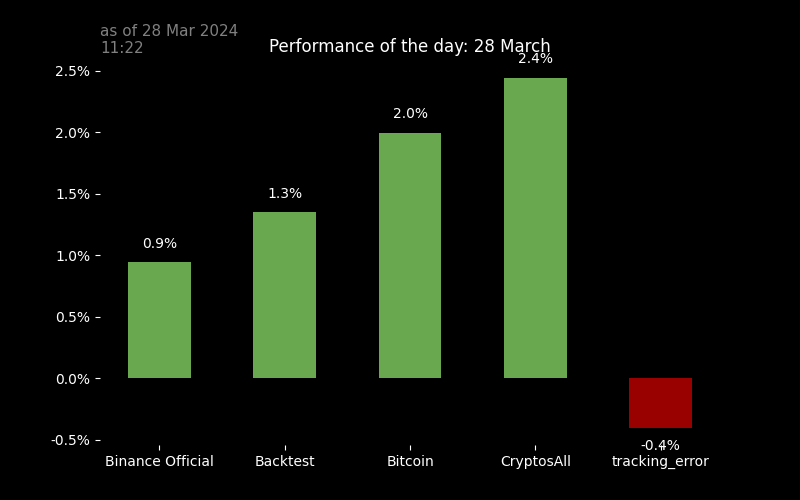 as of 28 Mar 2024
11:22
Performance of the day: 28 March
2.5%
2.0%
1.5%
1.0%
0.5%
0.0%
-0.5%
0.9%
1.3%
2.0%
2.4%
-0.4%
Binance Official
Backtest
Bitcoin
CryptosAll
tracking_error